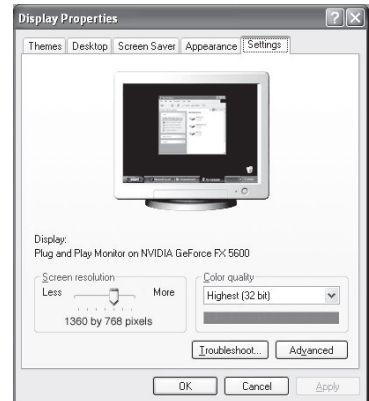 Display Properties
Themes Desktop Screen Saver Appearance Settings
Display:
Plug and Play Monitor on NVIDIA GeForce FX 5600
Screen resolution
Less More
1360 by 768 pixels
Color quality
Highest (32 bit)
Troubleshoot... Advanced
OK Cancel Apply